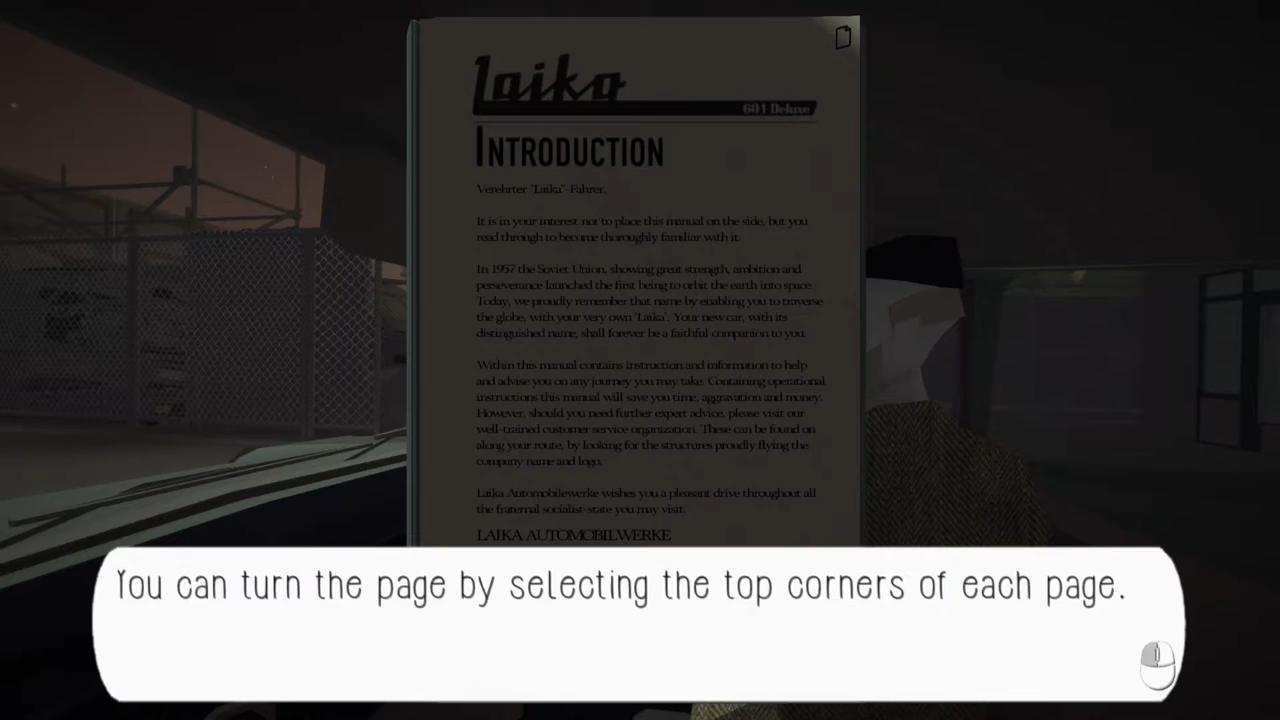 Laika
601 Deluxe
INTRODUCTION
Verehrter "Laika"-Fahrer,
It is in your interest not to place this manual on the side, but you
read through to become thoroughly familiar with it.
In 1957 the Soviet Union, showing great strength, ambition and
perseverance launched the first being to orbit the earth into space.
Today, we proudly remember that name by enabling you to traverse
the globe, with your very own 'Laika'. Your new car, with its
distinguished name, shall forever be a faithful companion to you.
Within this manual contains instruction and information to help
and advise you on any journey you may take. Containing operational
instructions this manual will save you time, aggravation and money.
However, should you need further expert advice, please visit our
well-trained customer service organization. These can be found on
along your route, by looking for the structures proudly flying the
company name and logo.
Laika Automobilewerke wishes you a pleasant drive throughout all
the fraternal socialist-state you may visit.
LAIKA AUTOMOBILWERKE
You can turn the page by selecting the top corners of each page.